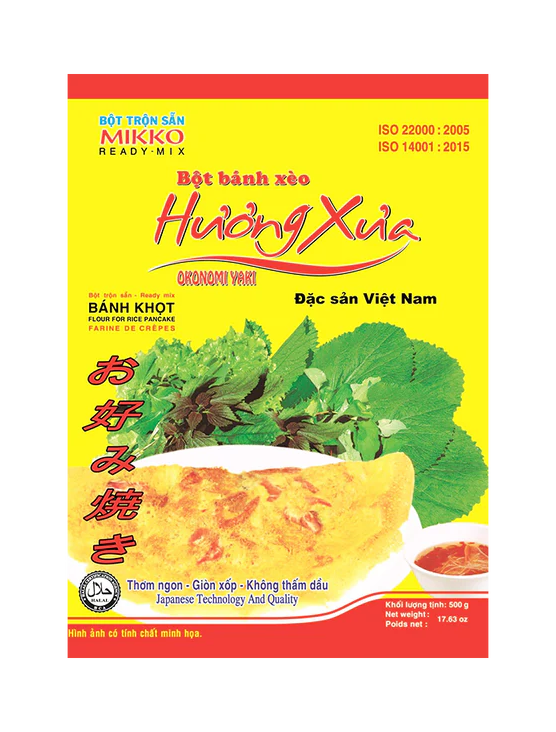 BỘT TRỘN SẴN
MIKKO
READY·MIX
ISO 22000 : 2005
ISO 14001 : 2015
Bột bánh xèo
Hương Xưa
OKONOMI YAKI
Đặc sản Việt Nam
Bột trộn sẵn - Ready mix
BÁNH KHỌT
FLOUR FOR RICE PANCAKE
FARINE DE CRÊPES
お好み焼き
Thơm ngon - Giòn xốp - Không thấm dầu
Japanese Technology And Quality
حلال
HALAL
HCA
Khối lượng tịnh: 500 g
Net weight :
Poids net : 17.63 oz
Hình ảnh có tính chất minh họa.